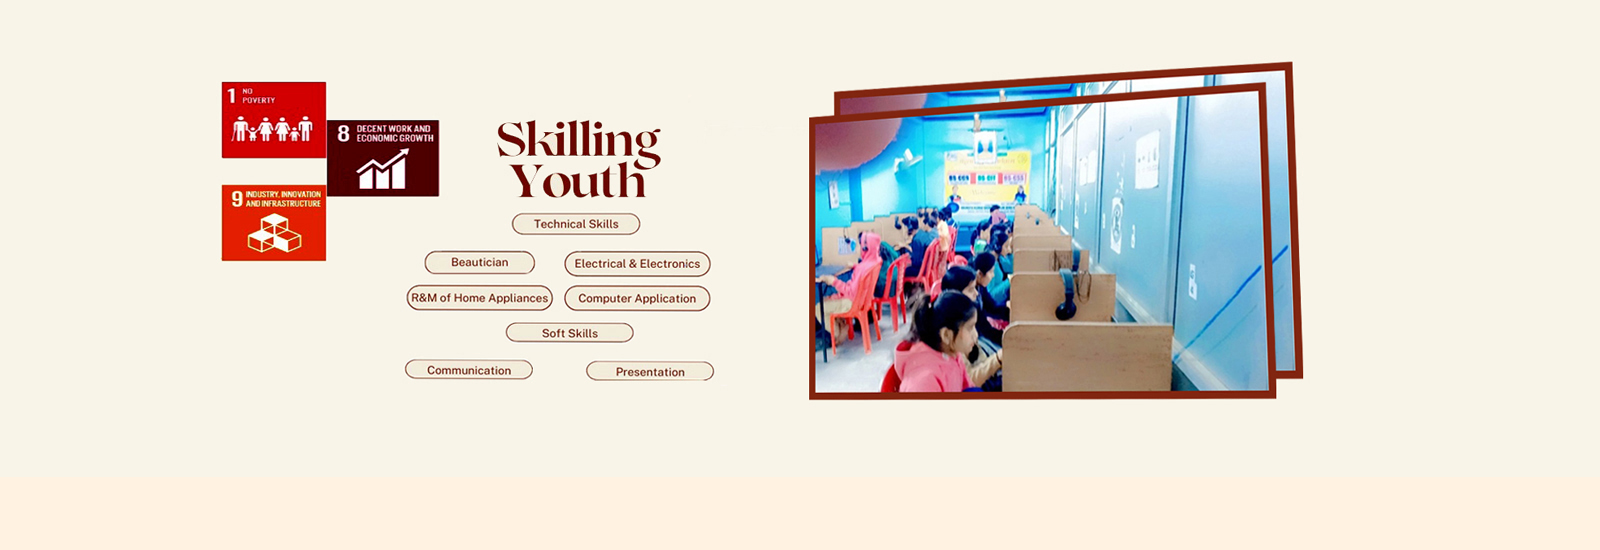 1 NO
POVERTY
8 DECENT WORK AND
ECONOMIC GROWTH
9 INDUSTRY, INNOVATION
AND INFRASTRUCTURE
Skilling
Youth
Technical Skills
Beautician
Electrical & Electronics
R&M of Home Appliances
Computer Application
Soft Skills
Communication
Presentation